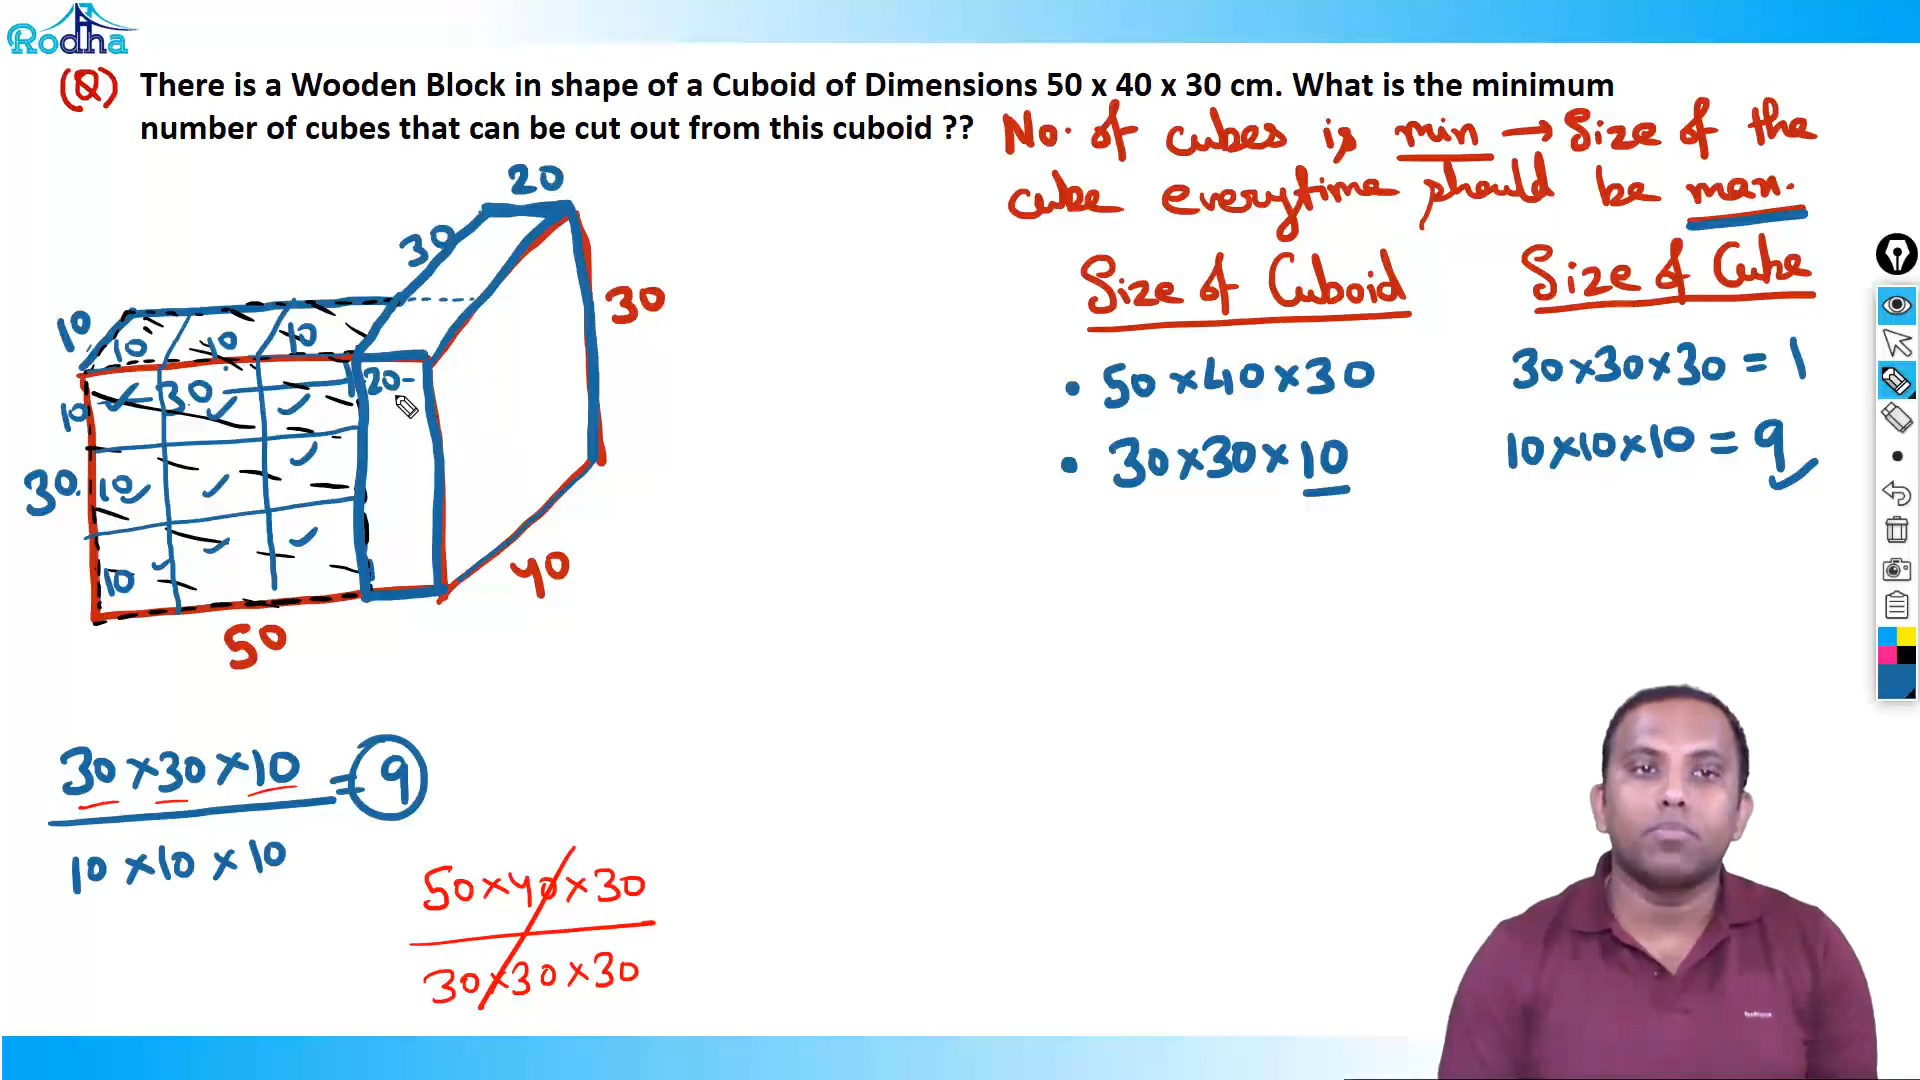 Rodha
(Q) There is a Wooden Block in shape of a Cuboid of Dimensions 50 x 40 x 30 cm. What is the minimum
number of cubes that can be cut out from this cuboid ??
No. of cubes is min → Size of the
cube everytime should be max.
Size of Cuboid
Size of Cube
• 50×40×30
30×30×30 = 1
• 30×30×10
10×10×10 = 9
20
30
30
10
10
10
10
10
30
20
30
10
10
40
50
30×30×10 = 9
10×10×10
50×40×30
30×30×30